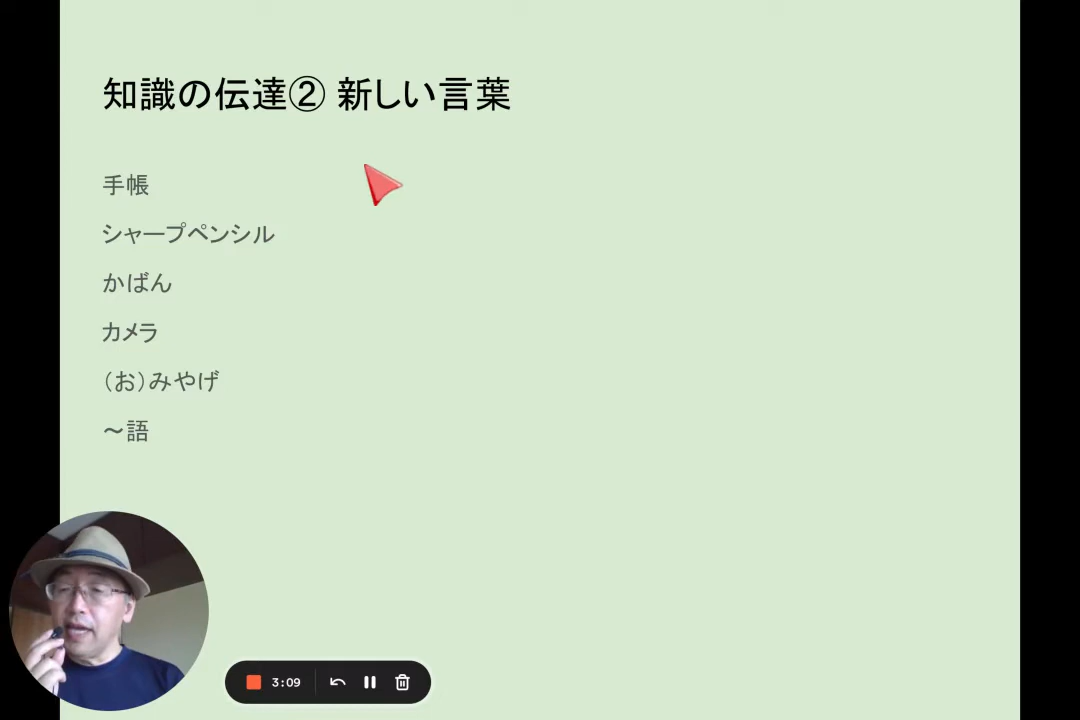 知識の伝達② 新しい言葉
手帳
シャープペンシル
かばん
カメラ
（お）みやげ
～語
3:09